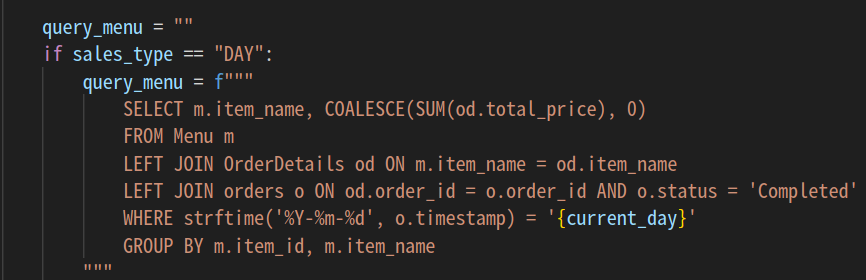 query_menu = ""
if sales_type == "DAY":
query_menu = f"""
SELECT m.item_name, COALESCE(SUM(od.total_price), 0)
FROM Menu m
LEFT JOIN OrderDetails od ON m.item_name = od.item_name
LEFT JOIN orders o ON od.order_id = o.order_id AND o.status = 'Completed'
WHERE strftime('%Y-%m-%d', o.timestamp) = '{current_day}'
GROUP BY m.item_id, m.item_name
"""